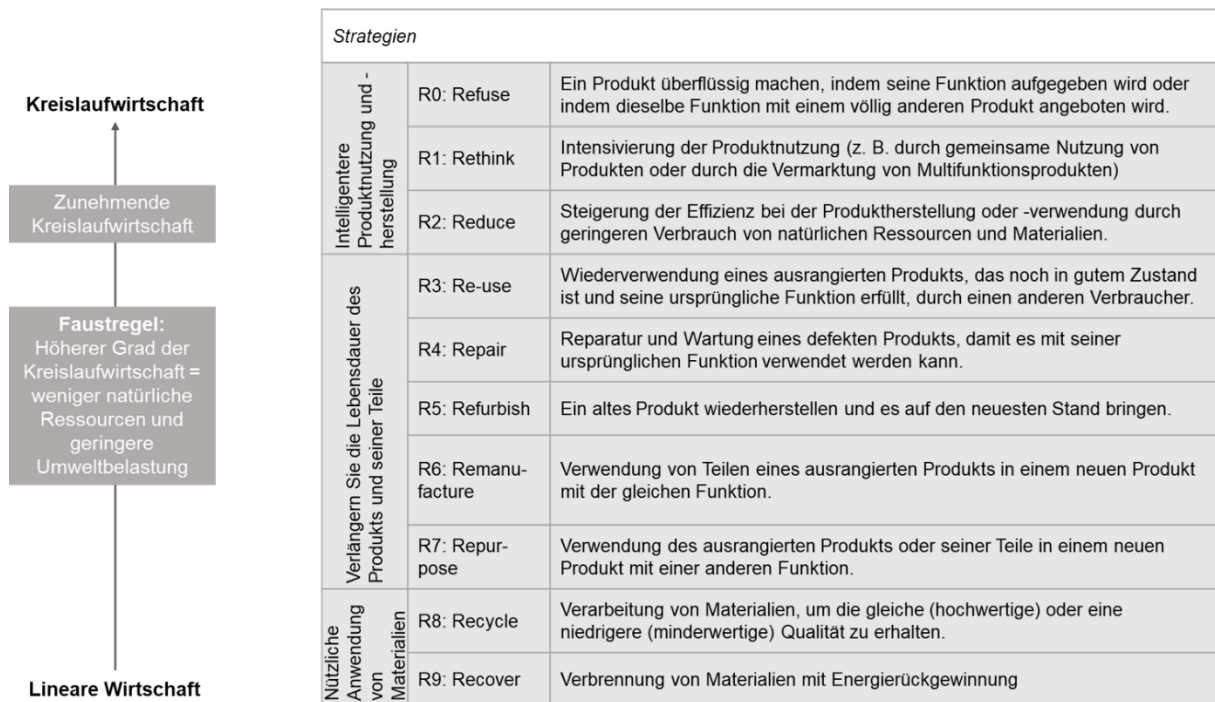 Kreislaufwirtschaft
Zunehmende
Kreislaufwirtschaft
Faustregel:
Höherer Grad der
Kreislaufwirtschaft =
weniger natürliche
Ressourcen und
geringere
Umweltbelastung
Lineare Wirtschaft
Strategien
Intelligentere
Produktnutzung und -
herstellung
R0: Refuse
Ein Produkt überflüssig machen, indem seine Funktion aufgegeben wird oder
indem dieselbe Funktion mit einem völlig anderen Produkt angeboten wird.
R1: Rethink
Intensivierung der Produktnutzung (z. B. durch gemeinsame Nutzung von
Produkten oder durch die Vermarktung von Multifunktionsprodukten)
R2: Reduce
Steigerung der Effizienz bei der Produktherstellung oder -verwendung durch
geringeren Verbrauch von natürlichen Ressourcen und Materialien.
Verlängern Sie die Lebensdauer des
Produkts und seiner Teile
R3: Re-use
Wiederverwendung eines ausrangierten Produkts, das noch in gutem Zustand
ist und seine ursprüngliche Funktion erfüllt, durch einen anderen Verbraucher.
R4: Repair
Reparatur und Wartung eines defekten Produkts, damit es mit seiner
ursprünglichen Funktion verwendet werden kann.
R5: Refurbish
Ein altes Produkt wiederherstellen und es auf den neuesten Stand bringen.
R6: Remanu-
facture
Verwendung von Teilen eines ausrangierten Produkts in einem neuen Produkt
mit der gleichen Funktion.
R7: Repur-
pose
Verwendung des ausrangierten Produkts oder seiner Teile in einem neuen
Produkt mit einer anderen Funktion.
Nützliche
Anwendung
von
Materialien
R8: Recycle
Verarbeitung von Materialien, um die gleiche (hochwertige) oder eine
niedrigere (minderwertige) Qualität zu erhalten.
R9: Recover
Verbrennung von Materialien mit Energierückgewinnung